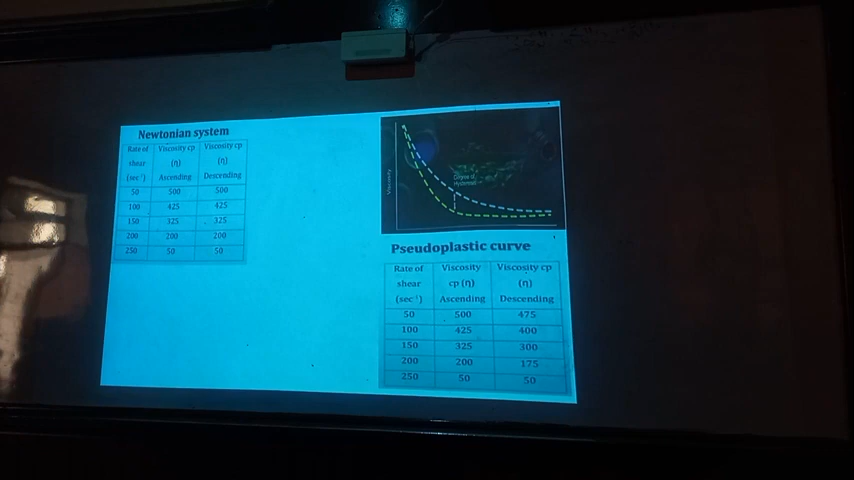 Newtonian system
Rate of shear (sec⁻¹) Viscosity cp (η) Ascending Viscosity cp (η) Descending
50 500 500
100 425 425
150 325 325
200 200 200
250 50 50
Viscosity
Degree of
Hysteresis
Pseudoplastic curve
Rate of shear (sec⁻¹) Viscosity cp (η) Ascending Viscosity cp (η) Descending
50 500 475
100 425 400
150 325 300
200 200 175
250 50 50